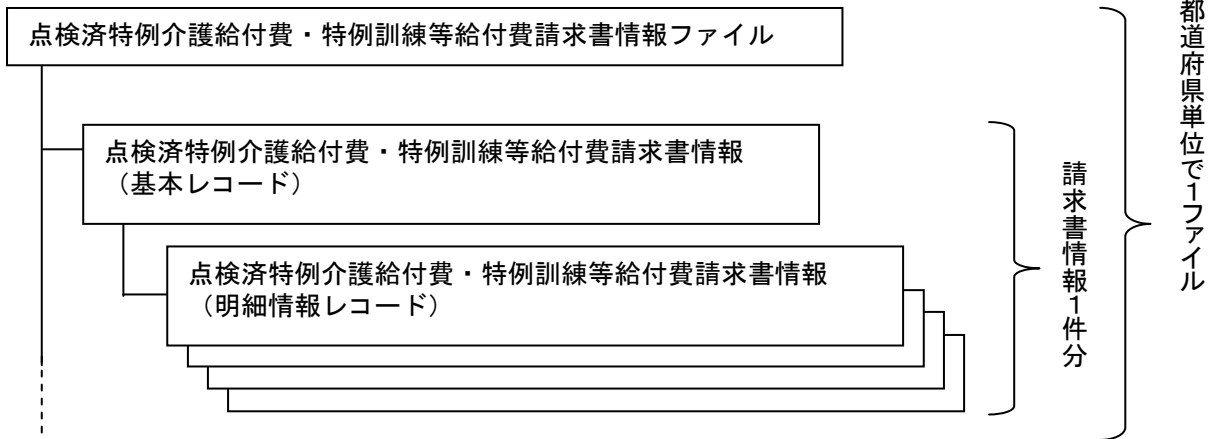 点検済特例介護給付費・特例訓練等給付費請求書情報ファイル
点検済特例介護給付費・特例訓練等給付費請求書情報
（基本レコード）
点検済特例介護給付費・特例訓練等給付費請求書情報
（明細情報レコード）
請求書情報１件分
都道府県単位で１ファイル